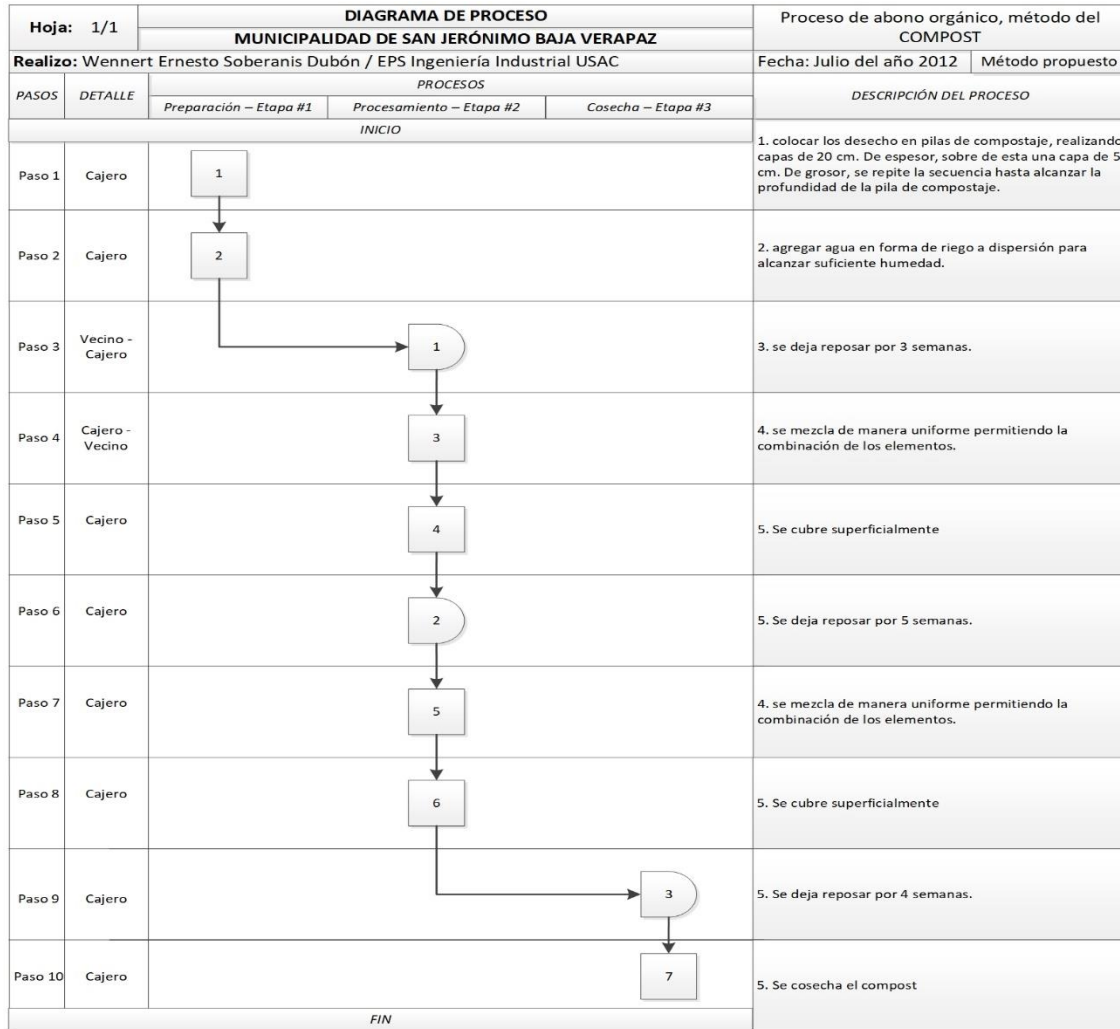 Hoja: 1/1
DIAGRAMA DE PROCESO
MUNICIPALIDAD DE SAN JERÓNIMO BAJA VERAPAZ
Proceso de abono orgánico, método del
COMPOST
Realizo: Wennert Ernesto Soberanis Dubón / EPS Ingeniería Industrial USAC
Fecha: Julio del año 2012
Método propuesto
PASOS
DETALLE
PROCESOS
Preparación – Etapa #1
Procesamiento – Etapa #2
Cosecha – Etapa #3
DESCRIPCIÓN DEL PROCESO
INICIO
Paso 1
Cajero
1
1. colocar los desecho en pilas de compostaje, realizando
capas de 20 cm. De espesor, sobre de esta una capa de 5
cm. De grosor, se repite la secuencia hasta alcanzar la
profundidad de la pila de compostaje.
Paso 2
Cajero
2
2. agregar agua en forma de riego a dispersión para
alcanzar suficiente humedad.
Paso 3
Vecino -
Cajero
1
3. se deja reposar por 3 semanas.
Paso 4
Cajero -
Vecino
3
4. se mezcla de manera uniforme permitiendo la
combinación de los elementos.
Paso 5
Cajero
4
5. Se cubre superficialmente
Paso 6
Cajero
2
5. Se deja reposar por 5 semanas.
Paso 7
Cajero
5
4. se mezcla de manera uniforme permitiendo la
combinación de los elementos.
Paso 8
Cajero
6
5. Se cubre superficialmente
Paso 9
Cajero
3
5. Se deja reposar por 4 semanas.
Paso 10
Cajero
7
5. Se cosecha el compost
FIN